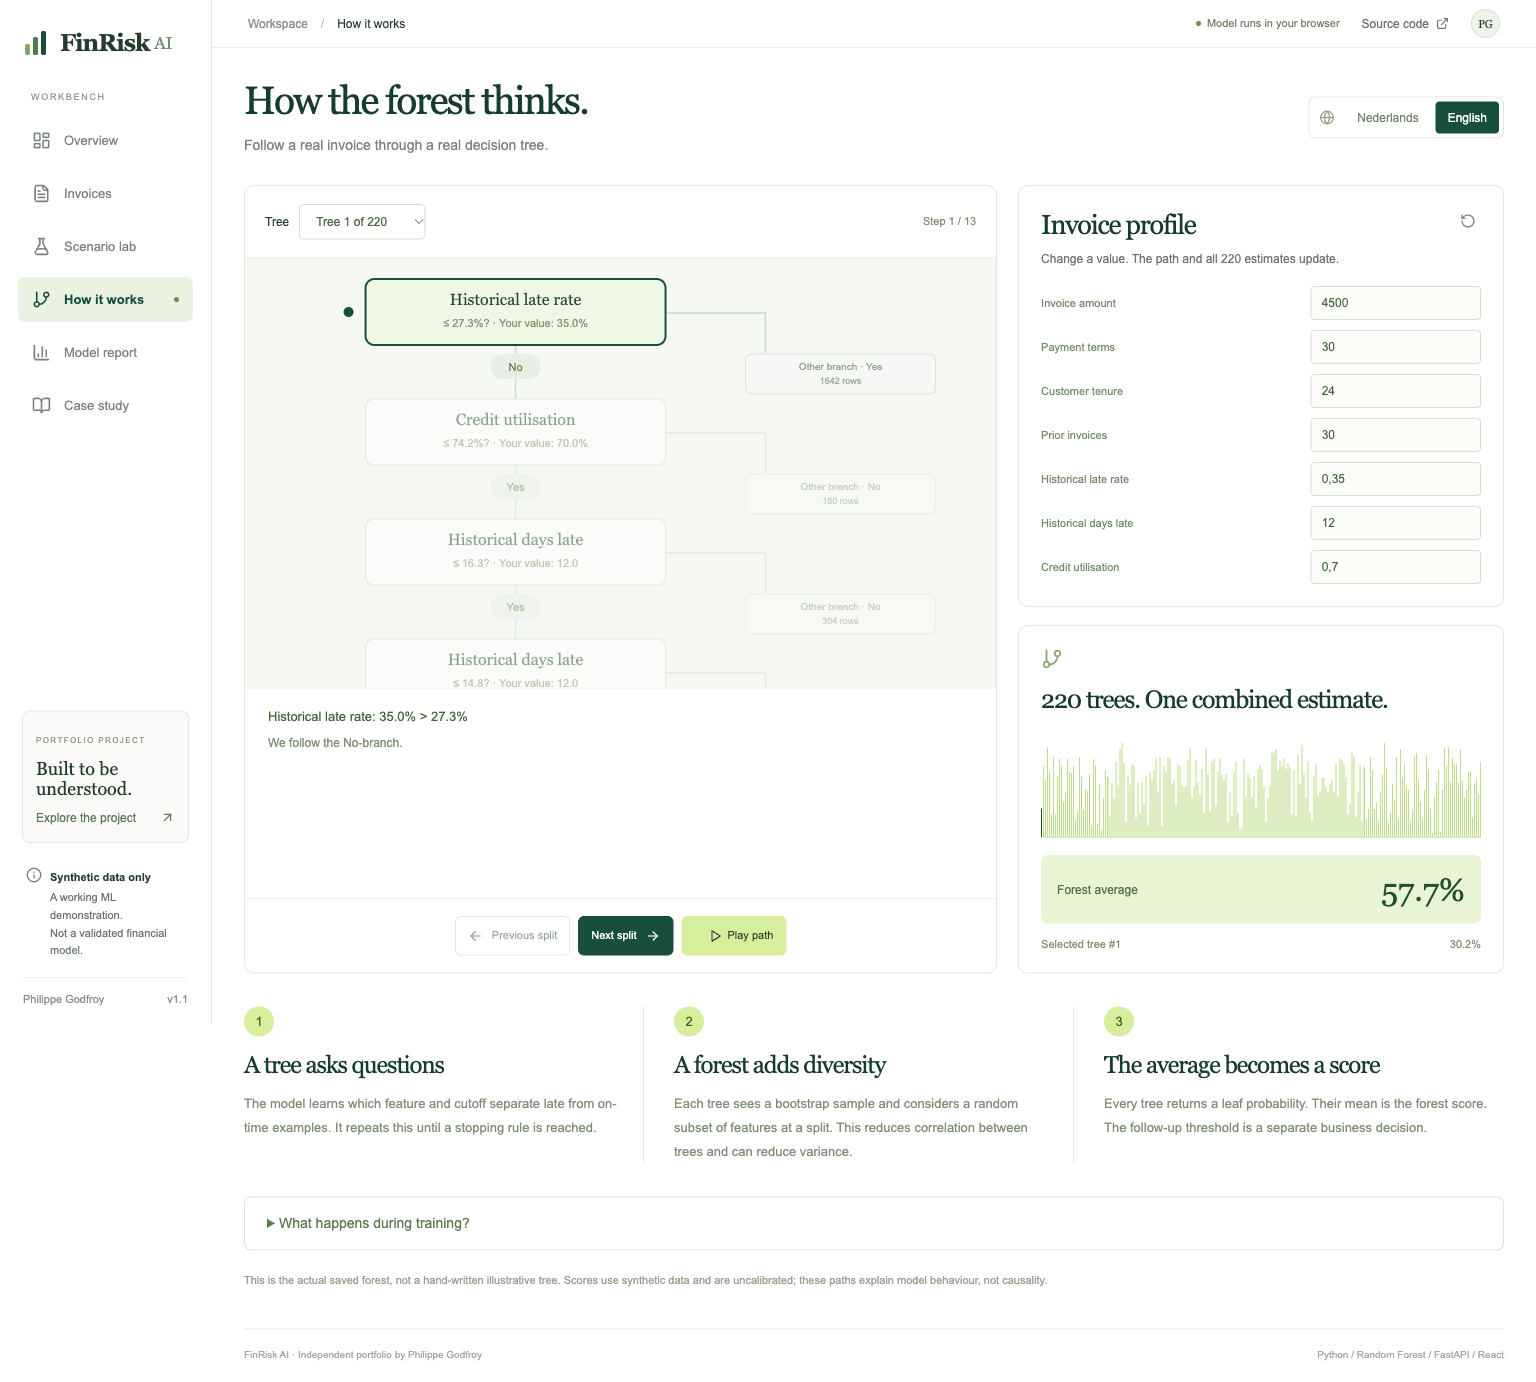 FinRisk AI
WORKBENCH
Overview
Invoices
Scenario lab
How it works
Model report
Case study
PORTFOLIO PROJECT
Built to be
understood.
Explore the project
Synthetic data only
A working ML
demonstration.
Not a validated financial
model.
Philippe Godfroy v1.1
Workspace / How it works
Model runs in your browser
Source code
PG
How the forest thinks.
Follow a real invoice through a real decision tree.
Nederlands
English
Tree
Tree 1 of 220
Step 1 / 13
Historical late rate
≤ 27.3%? · Your value: 35.0%
No
Other branch · Yes
1642 rows
Credit utilisation
≤ 74.2%? · Your value: 70.0%
Yes
Other branch · No
180 rows
Historical days late
≤ 16.3? · Your value: 12.0
Yes
Other branch · No
304 rows
Historical days late
≤ 14.8? · Your value: 12.0
Historical late rate: 35.0% > 27.3%
We follow the No-branch.
Previous split
Next split
Play path
Invoice profile
Change a value. The path and all 220 estimates update.
Invoice amount 4500
Payment terms 30
Customer tenure 24
Prior invoices 30
Historical late rate 0,35
Historical days late 12
Credit utilisation 0,7
220 trees. One combined estimate.
Forest average 57.7%
Selected tree #1 30.2%
1
A tree asks questions
The model learns which feature and cutoff separate late from on-
time examples. It repeats this until a stopping rule is reached.
2
A forest adds diversity
Each tree sees a bootstrap sample and considers a random
subset of features at a split. This reduces correlation between
trees and can reduce variance.
3
The average becomes a score
Every tree returns a leaf probability. Their mean is the forest score.
The follow-up threshold is a separate business decision.
What happens during training?
This is the actual saved forest, not a hand-written illustrative tree. Scores use synthetic data and are uncalibrated; these paths explain model behaviour, not causality.
FinRisk AI · Independent portfolio by Philippe Godfroy
Python / Random Forest / FastAPI / React